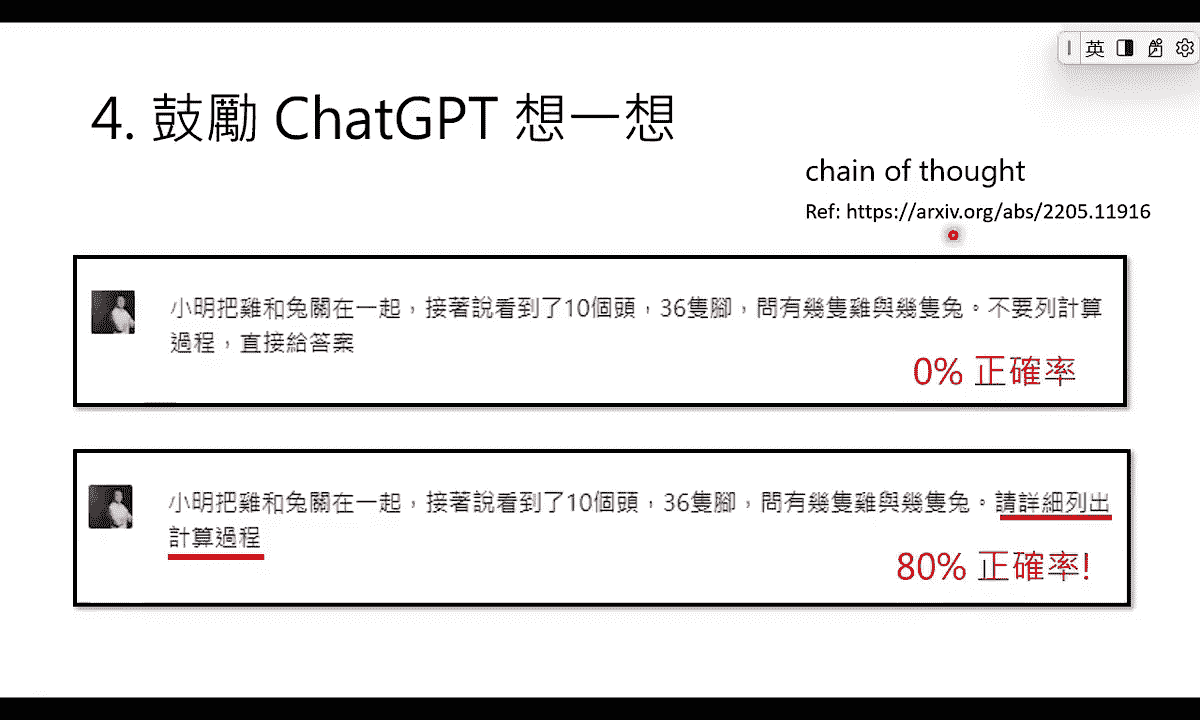 英
4. 鼓勵 ChatGPT 想一想
chain of thought
Ref: https://arxiv.org/abs/2205.11916
小明把雞和兔關在一起，接著說看到了10個頭，36隻腳，問有幾隻雞與幾隻兔。不要列計算
過程，直接給答案
0% 正確率
小明把雞和兔關在一起，接著說看到了10個頭，36隻腳，問有幾隻雞與幾隻兔。請詳細列出
計算過程
80% 正確率!